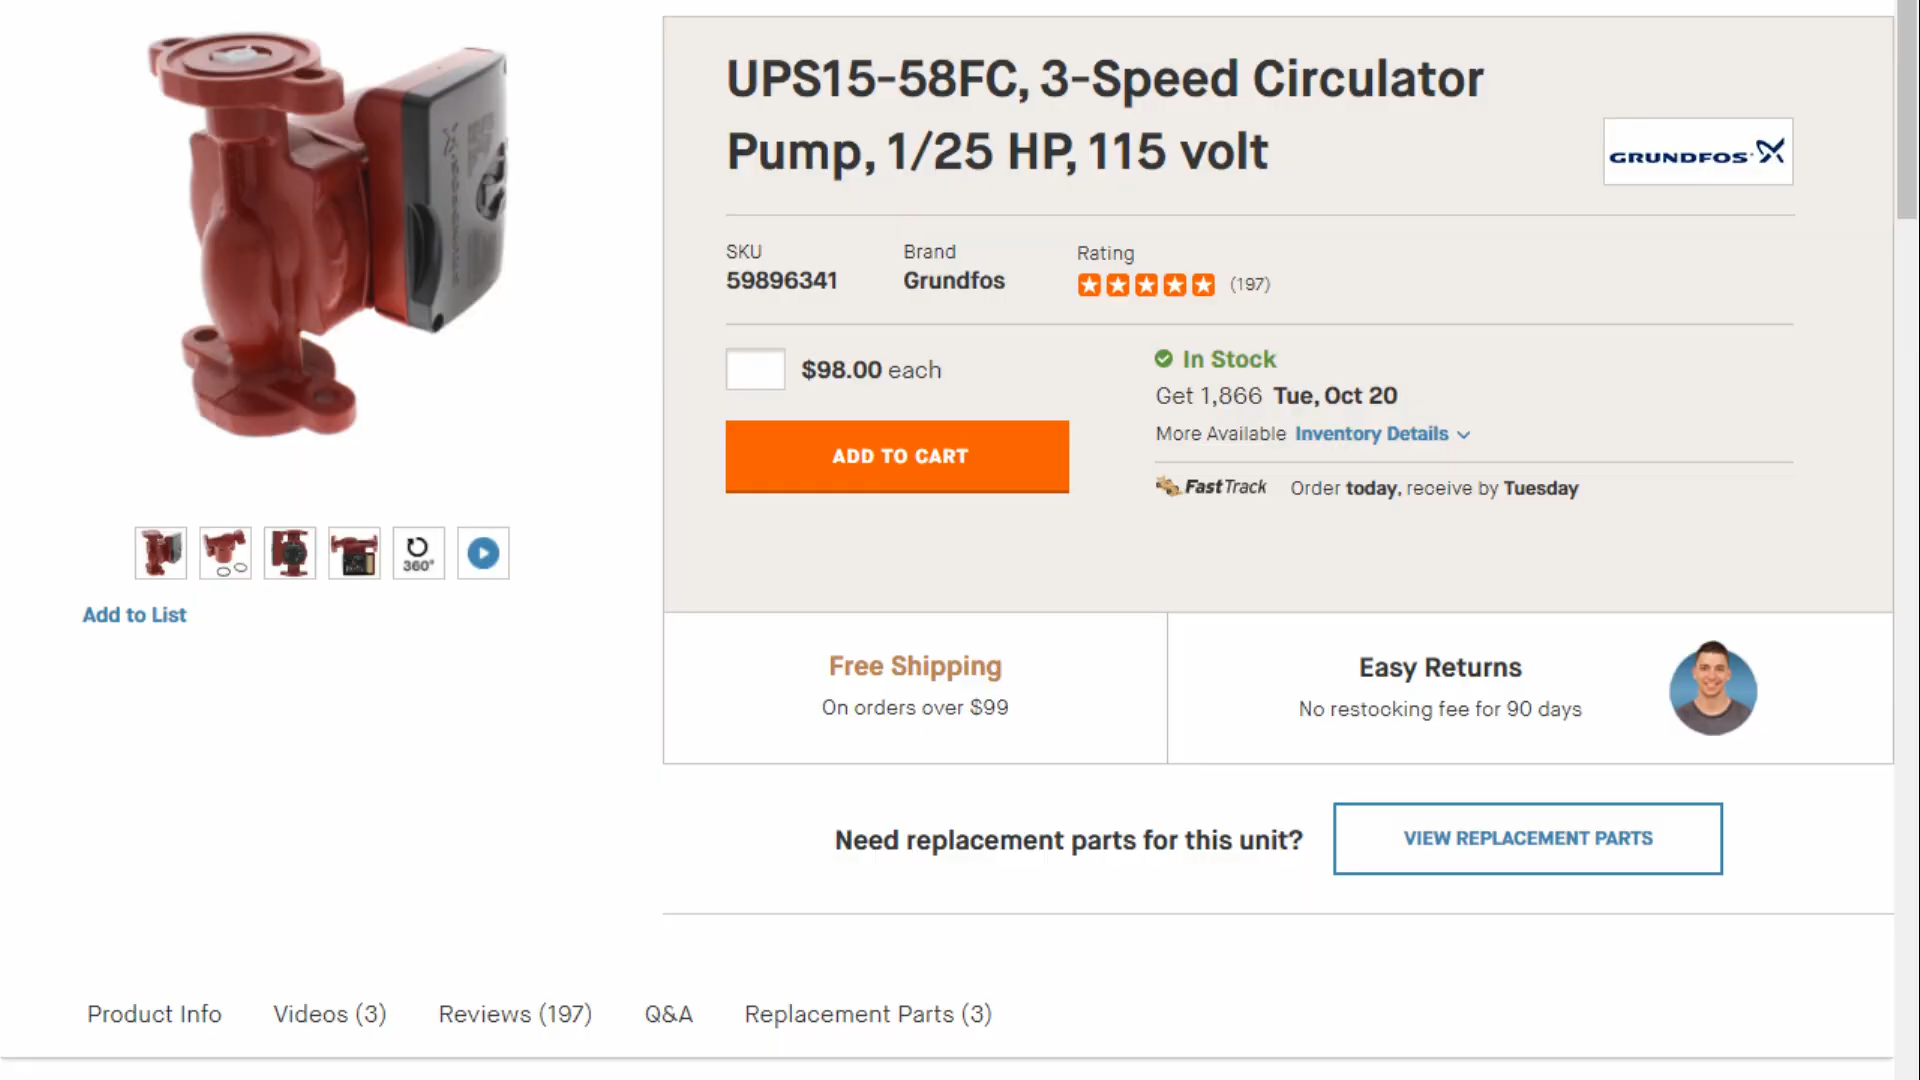 UPS15-58FC, 3-Speed Circulator
Pump, 1/25 HP, 115 volt
GRUNDFOS
SKU
59896341
Brand
Grundfos
Rating
(197)
$98.00 each
ADD TO CART
In Stock
Get 1,866 Tue, Oct 20
More Available Inventory Details
FastTrack Order today, receive by Tuesday
360°
Add to List
Free Shipping
On orders over $99
Easy Returns
No restocking fee for 90 days
Need replacement parts for this unit?
VIEW REPLACEMENT PARTS
Product Info
Videos (3)
Reviews (197)
Q&A
Replacement Parts (3)